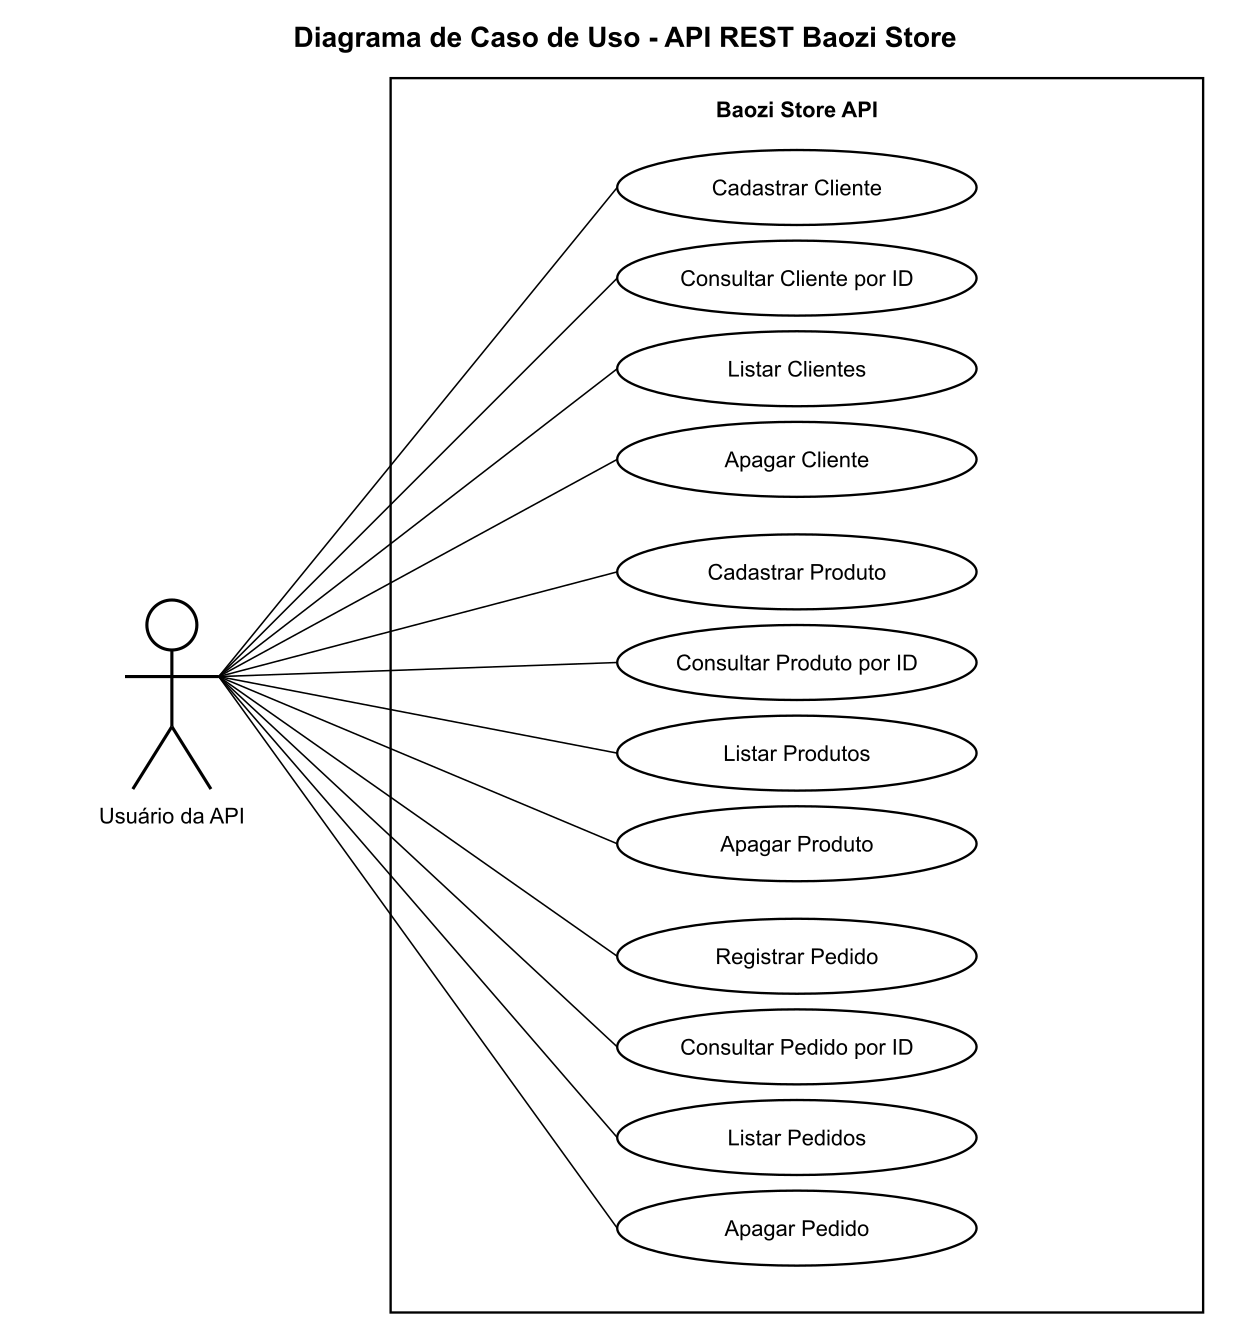 Diagrama de Caso de Uso - API REST Baozi Store
Baozi Store API
Cadastrar Cliente
Consultar Cliente por ID
Listar Clientes
Apagar Cliente
Cadastrar Produto
Consultar Produto por ID
Listar Produtos
Usuário da API
Apagar Produto
Registrar Pedido
Consultar Pedido por ID
Listar Pedidos
Apagar Pedido